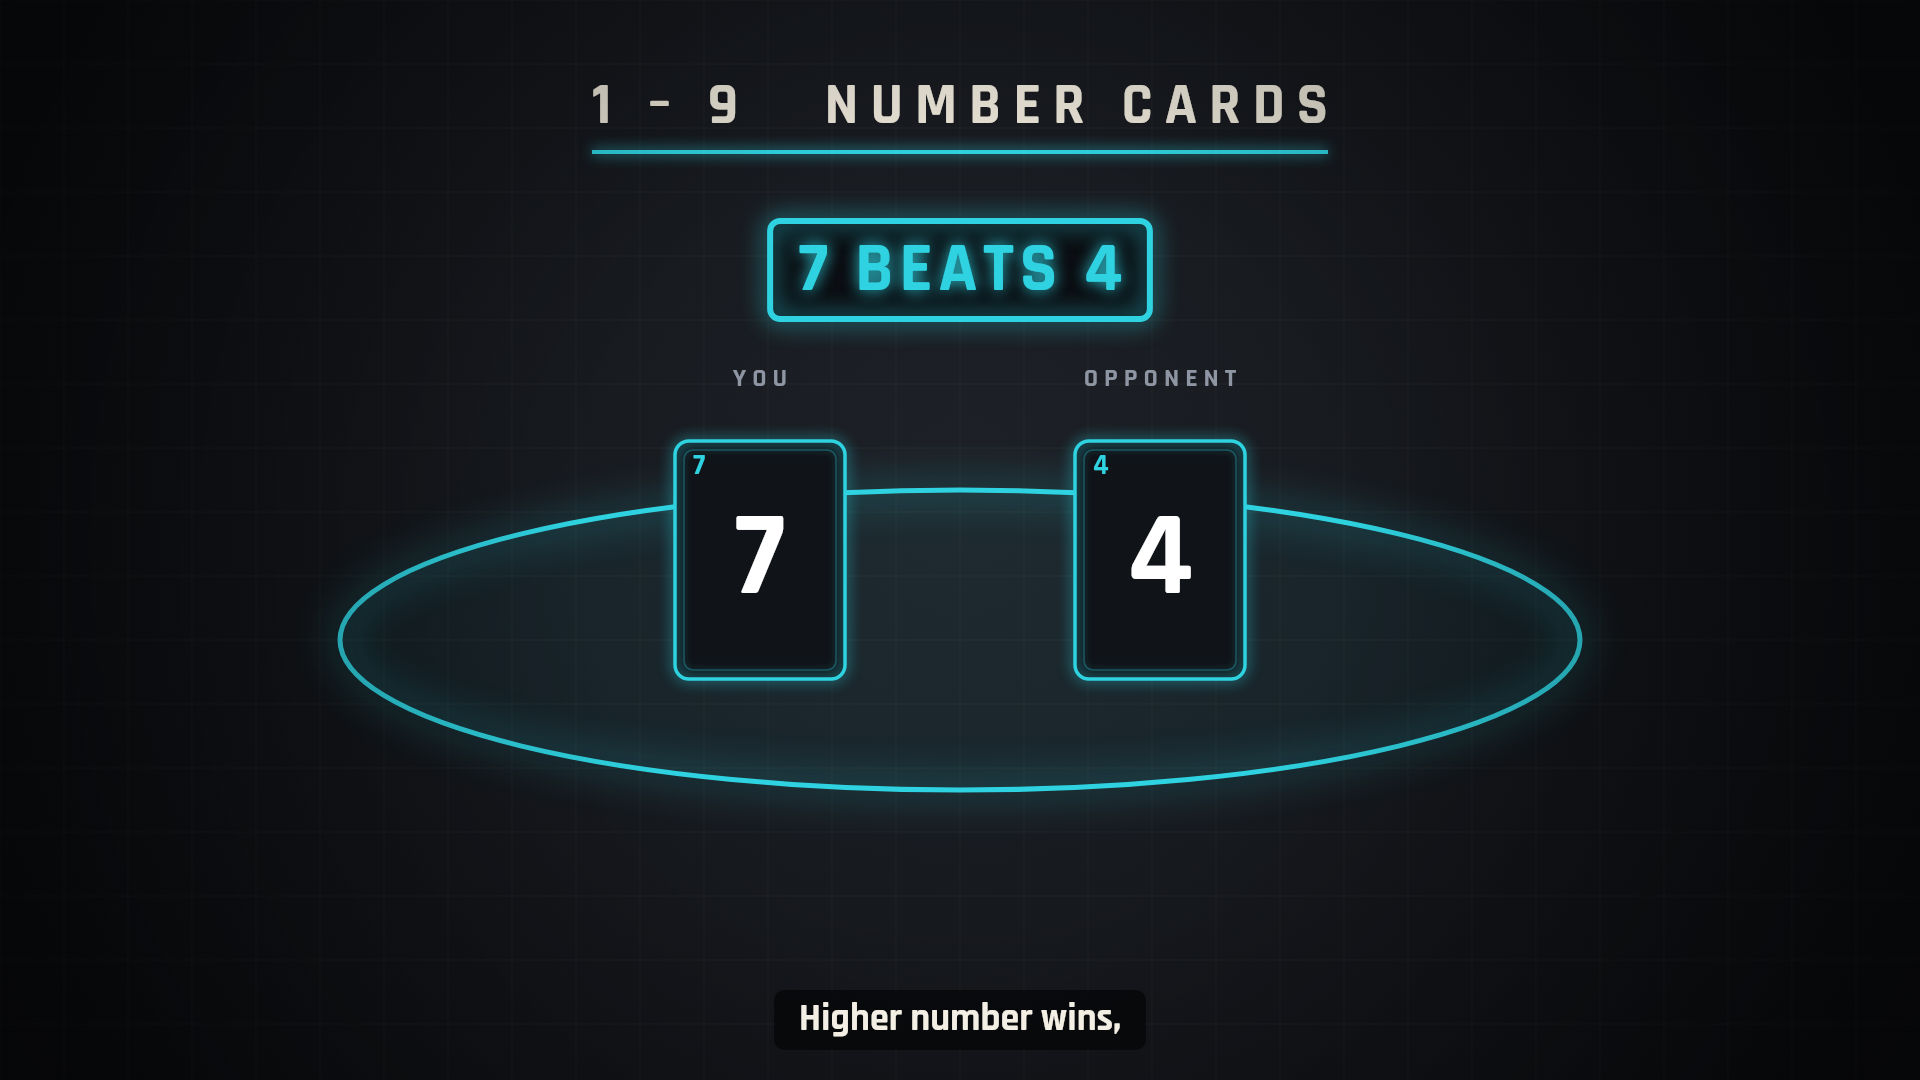 1 - 9 NUMBER CARDS
7 BEATS 4
YOU OPPONENT
7 4
7 4
Higher number wins,